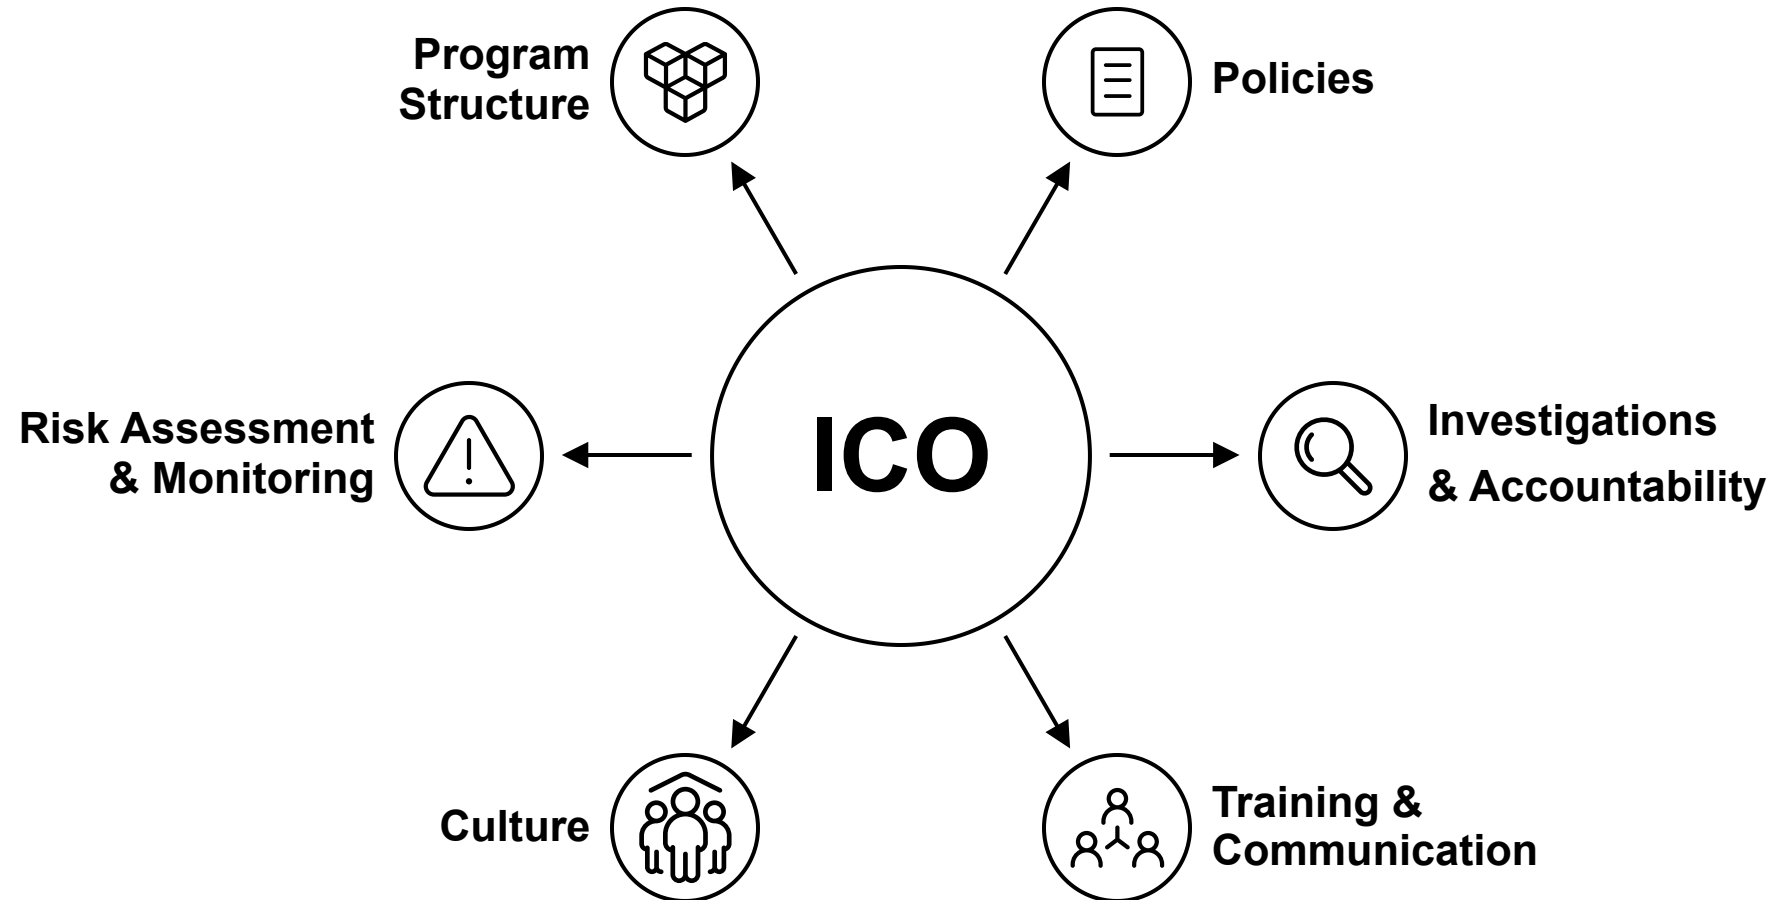 Program
Structure
Policies
Risk Assessment
& Monitoring
ICO
Investigations
& Accountability
Culture
Training &
Communication